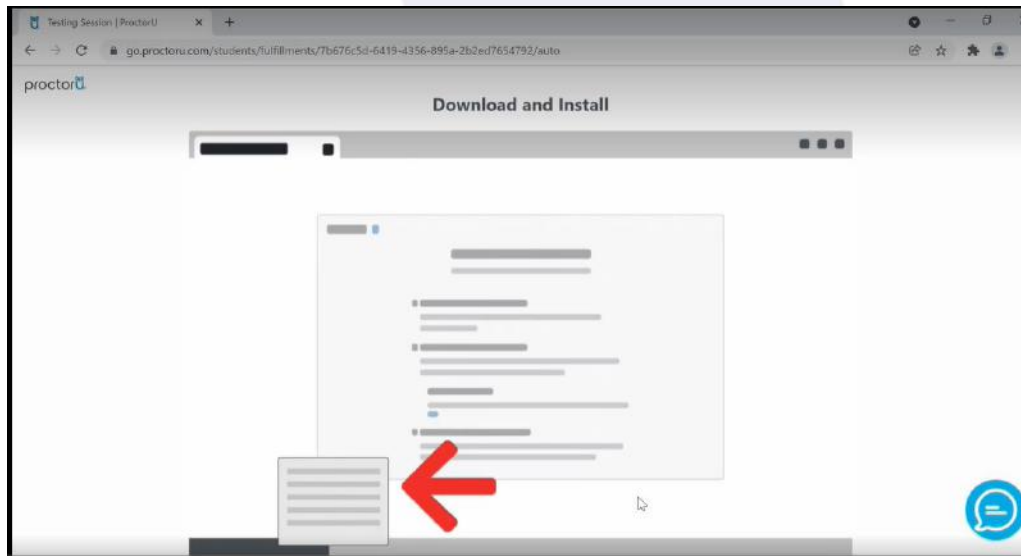 Testing Session | ProctorU
go.proctoru.com/students/fulfillments/7b676c5d-6419-4356-895a-2b2ed7654792/auto
proctorU
Download and Install